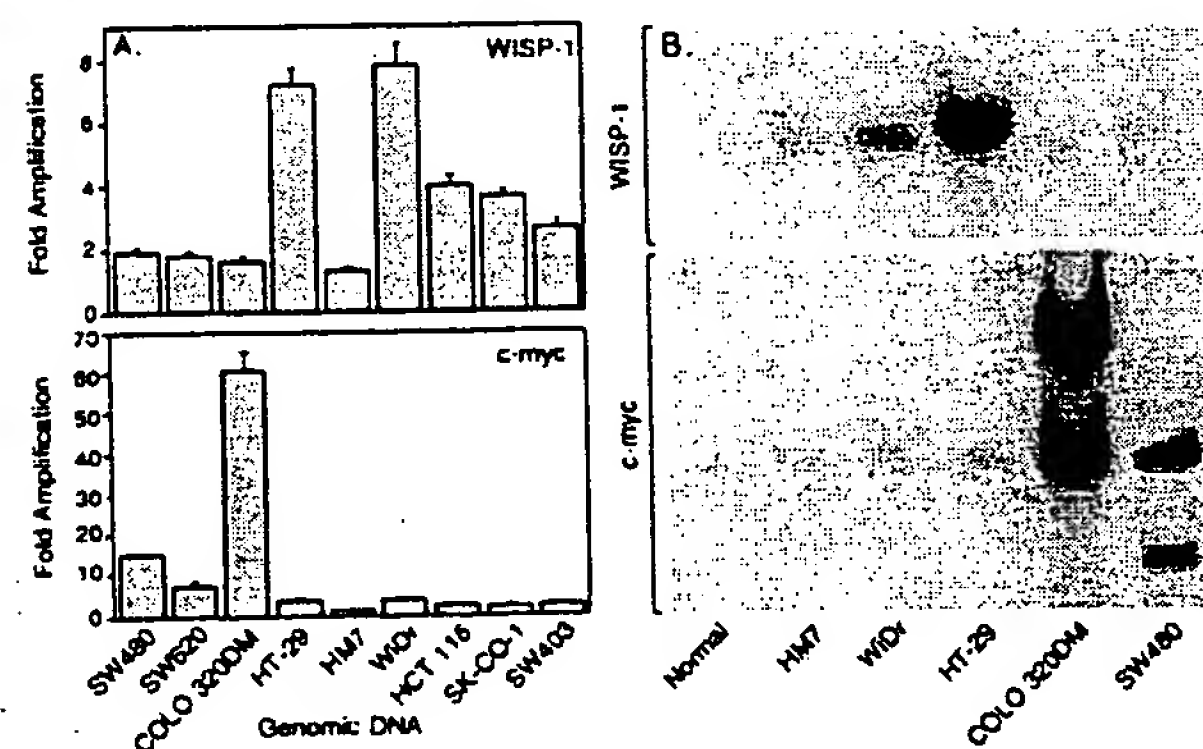 A.
WISP-1
Fold Amplification
8
6
4
2
0
c-myc
Fold Amplification
70
60
50
40
30
20
10
0
SW480
SW620
COLO 320DM
HT-29
HM7
WiDr
HCT 116
SK-CO-1
SW403
Genomic DNA
B.
WISP-1
c-myc
Normal
HM7
WiDr
HT-29
COLO 320DM
SW480